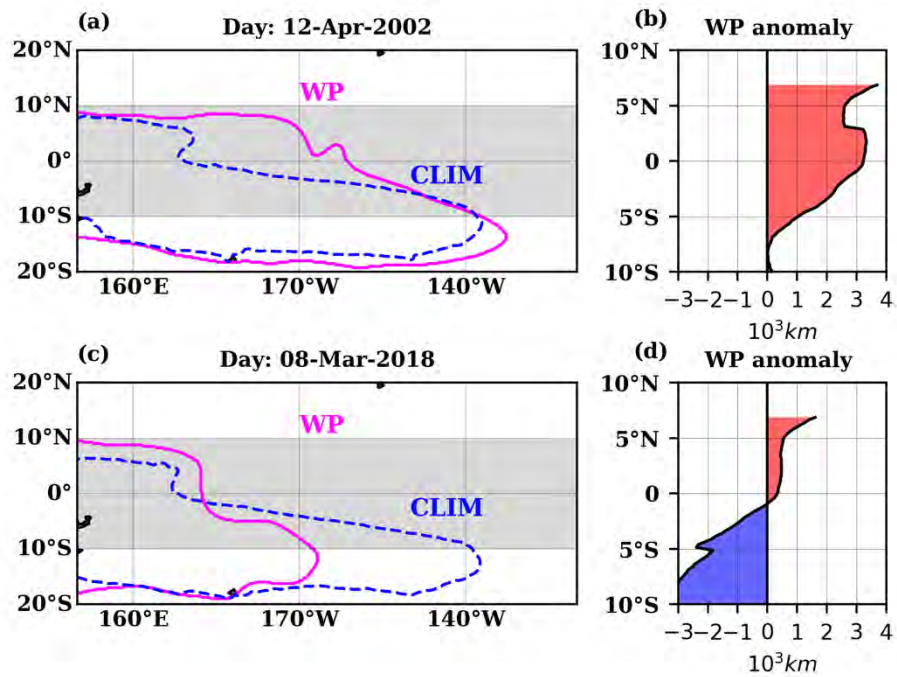 (a) Day: 12-Apr-2002
20°N
10°N
0°
10°S
20°S
WP
CLIM
160°E 170°W 140°W
(b) WP anomaly
10°N
5°N
0
5°S
10°S
−3−2−1 0 1 2 3 4
10³km
(c) Day: 08-Mar-2018
20°N
10°N
0°
10°S
20°S
WP
CLIM
160°E 170°W 140°W
(d) WP anomaly
10°N
5°N
0
5°S
10°S
−3−2−1 0 1 2 3 4
10³km